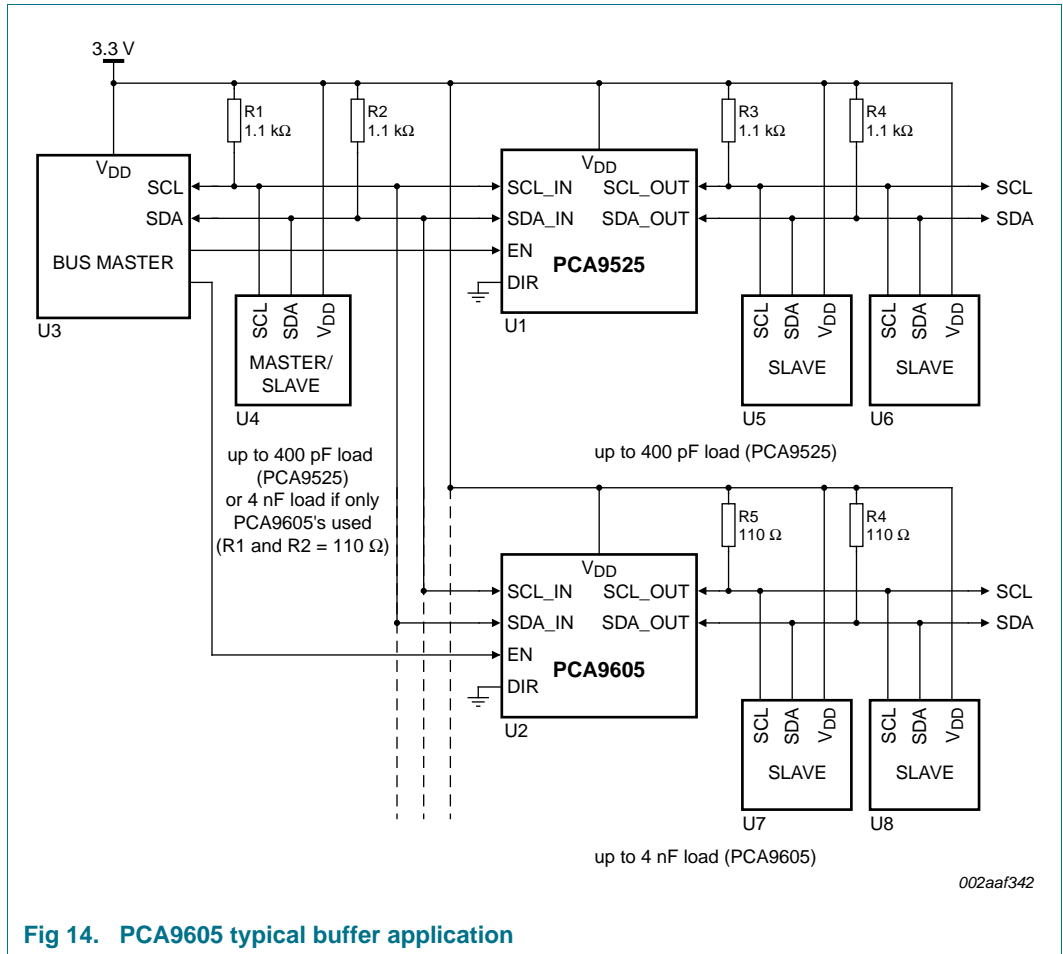 3.3 V
R1
1.1 kΩ
R2
1.1 kΩ
R3
1.1 kΩ
R4
1.1 kΩ
VDD
SCL
SDA
BUS MASTER
U3
VDD
SCL_IN SCL_OUT
SDA_IN SDA_OUT
EN
PCA9525
DIR
U1
SCL
SDA
SCL
SDA
VDD
MASTER/
SLAVE
U4
SCL
SDA
VDD
SLAVE
U5
SCL
SDA
VDD
SLAVE
U6
up to 400 pF load
(PCA9525)
or 4 nF load if only
PCA9605's used
(R1 and R2 = 110 Ω)
up to 400 pF load (PCA9525)
R5
110 Ω
R4
110 Ω
VDD
SCL_IN SCL_OUT
SDA_IN SDA_OUT
EN
PCA9605
DIR
U2
SCL
SDA
SCL
SDA
VDD
SLAVE
U7
SCL
SDA
VDD
SLAVE
U8
up to 4 nF load (PCA9605)
002aaf342
Fig 14. PCA9605 typical buffer application